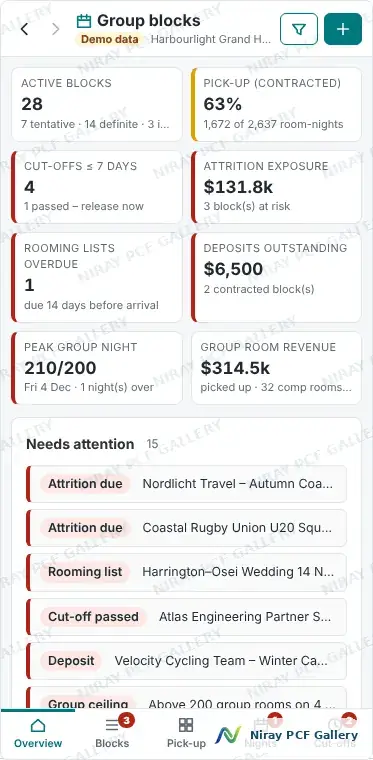 Group blocks
Demo data Harbourlight Grand H...
ACTIVE BLOCKS
28
7 tentative · 14 definite · 3 i...
PICK-UP (CONTRACTED)
63%
1,672 of 2,637 room-nights
CUT-OFFS ≤ 7 DAYS
4
1 passed – release now
ATTRITION EXPOSURE
$131.8k
3 block(s) at risk
ROOMING LISTS
OVERDUE
1
due 14 days before arrival
DEPOSITS OUTSTANDING
$6,500
2 contracted block(s)
PEAK GROUP NIGHT
210/200
Fri 4 Dec · 1 night(s) over
GROUP ROOM REVENUE
$314.5k
picked up · 32 comp rooms...
Needs attention 15
Attrition due Nordlicht Travel – Autumn Coa...
Attrition due Coastal Rugby Union U20 Squ...
Rooming list Harrington–Osei Wedding 14 N...
Cut-off passed Atlas Engineering Partner S...
Deposit Velocity Cycling Team – Winter Ca...
Group ceiling Above 200 group rooms on 4 ...
Overview
3
Blocks
Pick-up
Nights
Cut-offs
Niray PCF Gallery
NIRAY PCF GALLERY